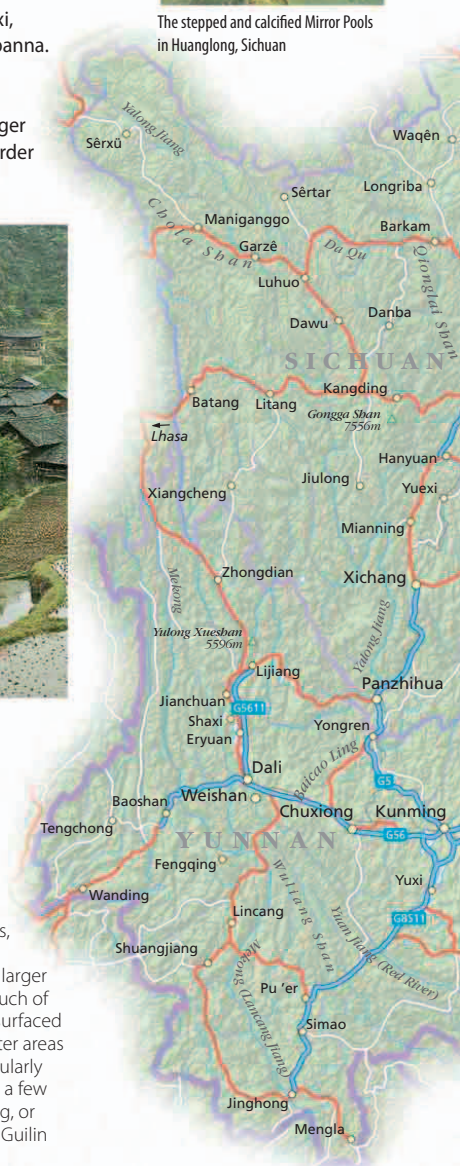 The stepped and calcified Mirror Pools
in Huanglong, Sichuan
xi,
panna.
ger
rder
Yalong Jiang
Sêrxü
Waqên
Longriba
Sêrtar
Chola Shan
Maniganggo
Barkam
Garzê
Da Qu
Qionglai Shan
Luhuo
Danba
Dawu
SICHUAN
Kangding
Batang
Litang
Gongga Shan
7556m
Lhasa
Hanyuan
Jiulong
Yuexi
Xiangcheng
Mianning
Mekong
Zhongdian
Xichang
Yalong Jiang
Yulong Xueshan
5596m
Lijiang
Panzhihua
Jianchuan
G5611
Shaxi
Yongren
Eryuan
Baicao Ling
Dali
G5
Baoshan
Weishan
Chuxiong
Kunming
Tengchong
YUNNAN
G56
Fengqing
Yuxi
Wanding
Wuliang Shan
Lincang
G8511
s,
Shuangjiang
Yuan Jiang (Red River)
larger
Mekong (Lancang Jiang)
uch of
Pu 'er
surfaced
Simao
ter areas
ularly
a few
Jinghong
g, or
Mengla
Guilin